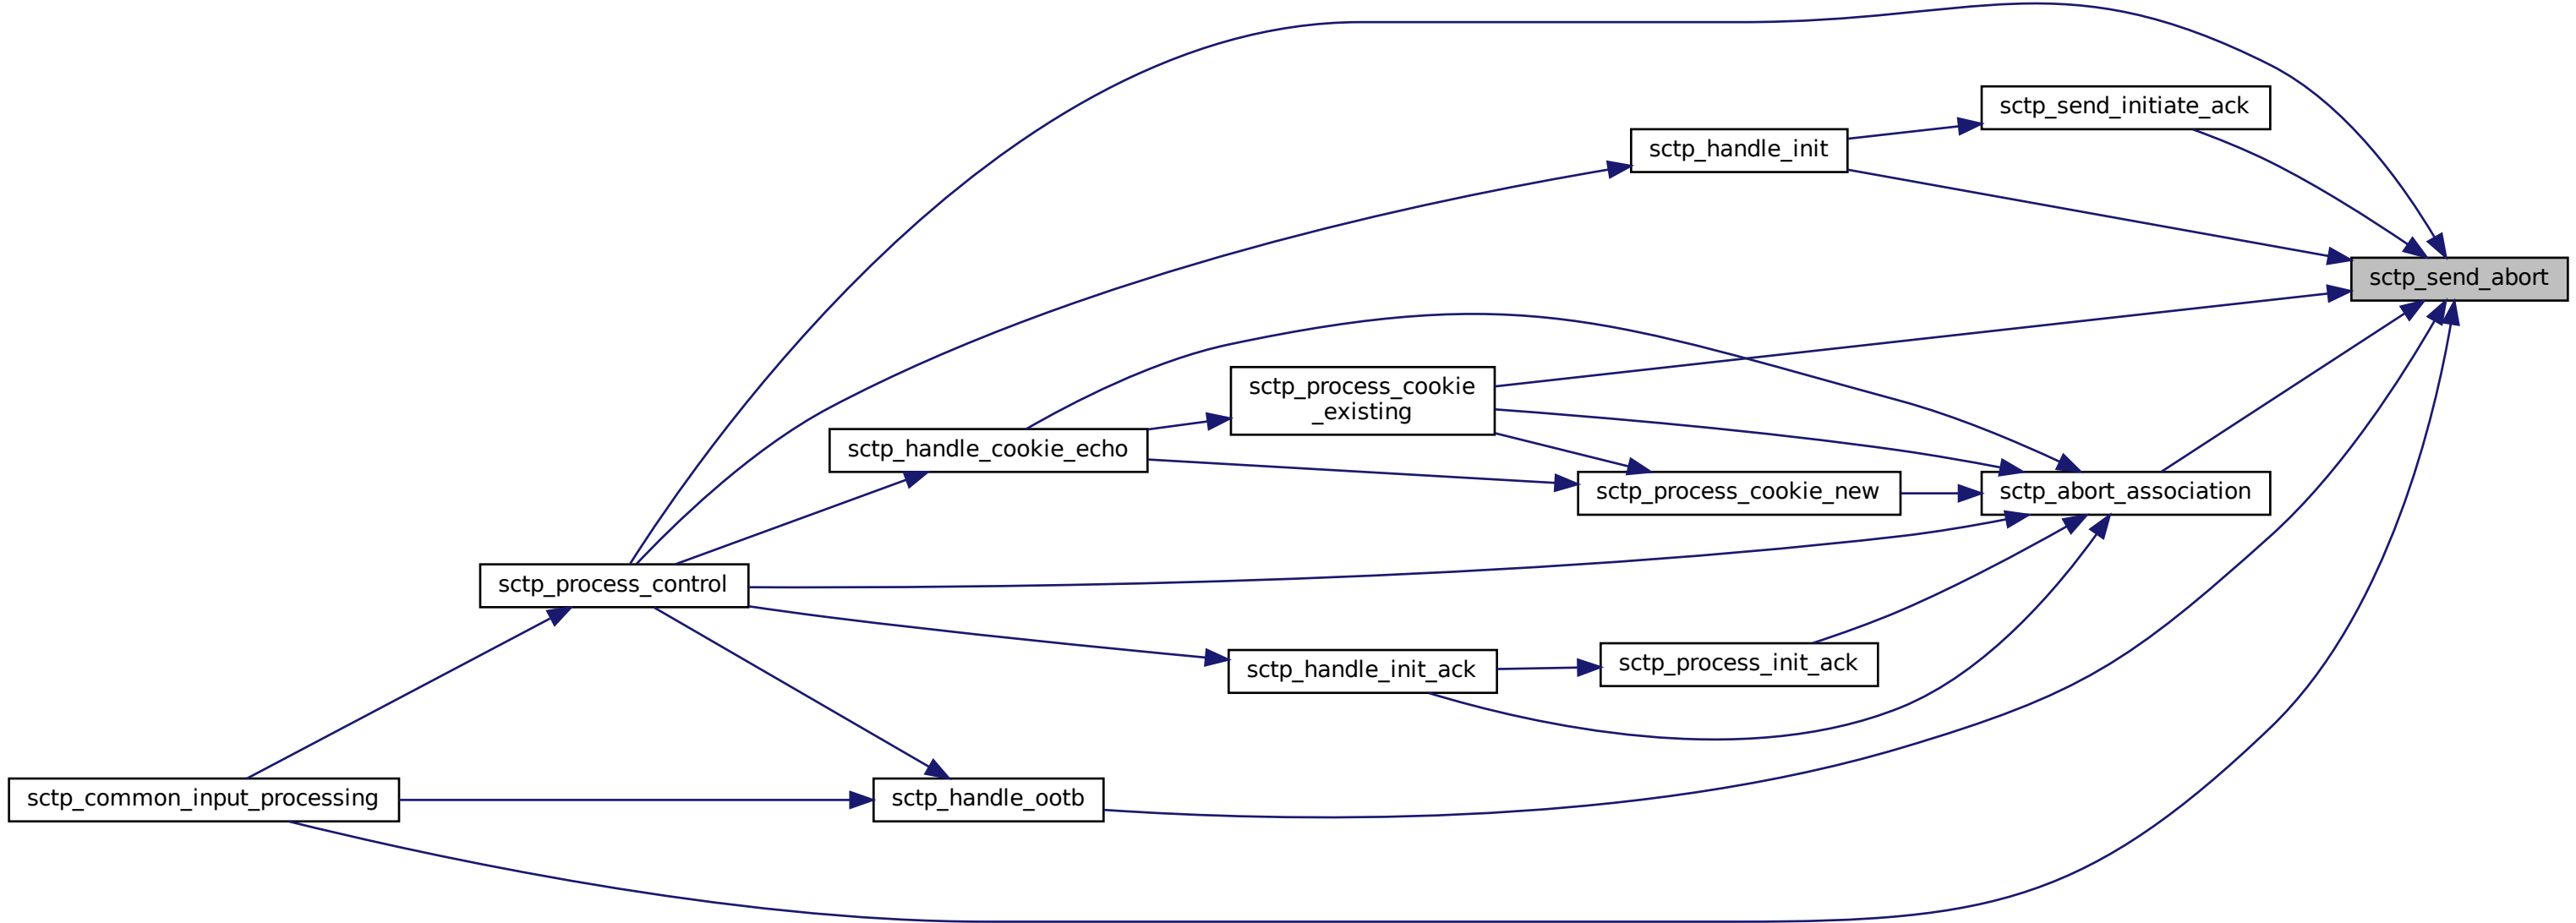 sctp_send_initiate_ack
sctp_handle_init
sctp_send_abort
sctp_process_cookie
_existing
sctp_handle_cookie_echo
sctp_process_cookie_new
sctp_abort_association
sctp_process_control
sctp_handle_init_ack
sctp_process_init_ack
sctp_common_input_processing
sctp_handle_ootb